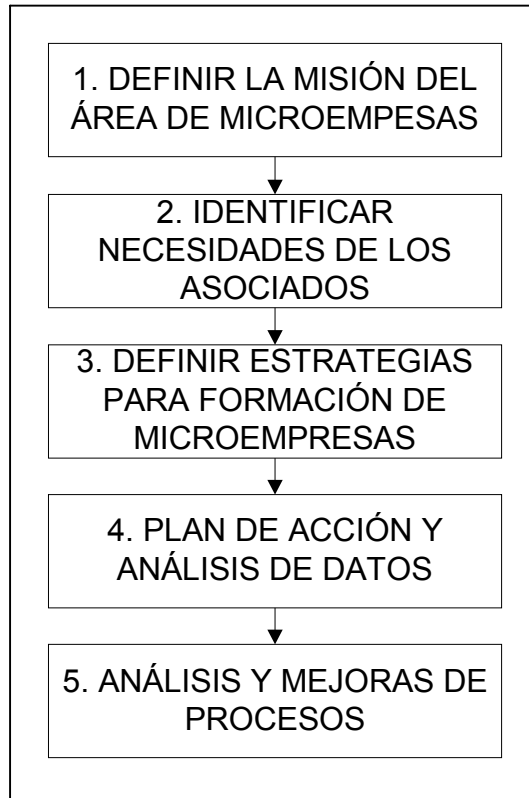 1. DEFINIR LA MISIÓN DEL
ÁREA DE MICROEMPESAS
2. IDENTIFICAR
NECESIDADES DE LOS
ASOCIADOS
3. DEFINIR ESTRATEGIAS
PARA FORMACIÓN DE
MICROEMPRESAS
4. PLAN DE ACCIÓN Y
ANÁLISIS DE DATOS
5. ANÁLISIS Y MEJORAS DE
PROCESOS